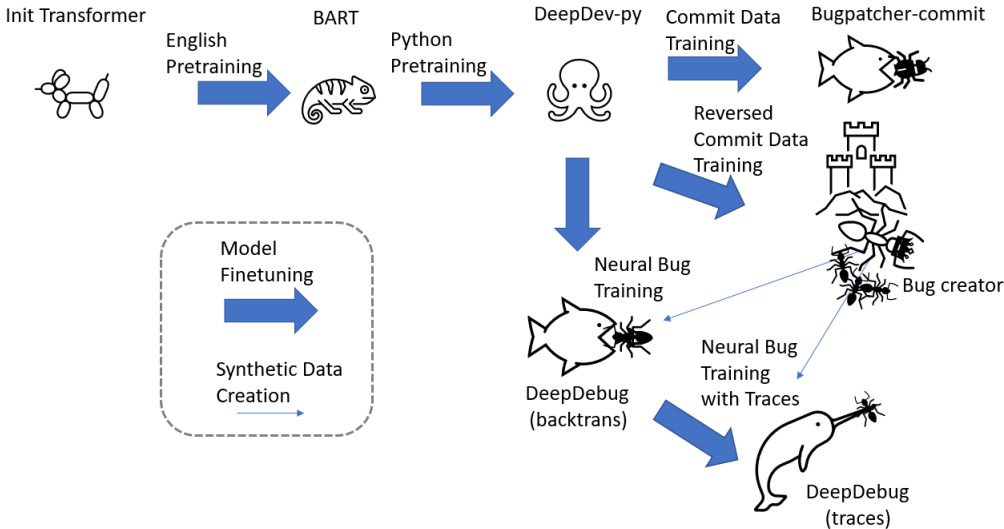 Init Transformer
English
Pretraining
BART
Python
Pretraining
DeepDev-py
Commit Data
Training
Bugpatcher-commit
Reversed
Commit Data
Training
Bug creator
Model
Finetuning
Synthetic Data
Creation
Neural Bug
Training
DeepDebug
(backtrans)
Neural Bug
Training
with Traces
DeepDebug
(traces)